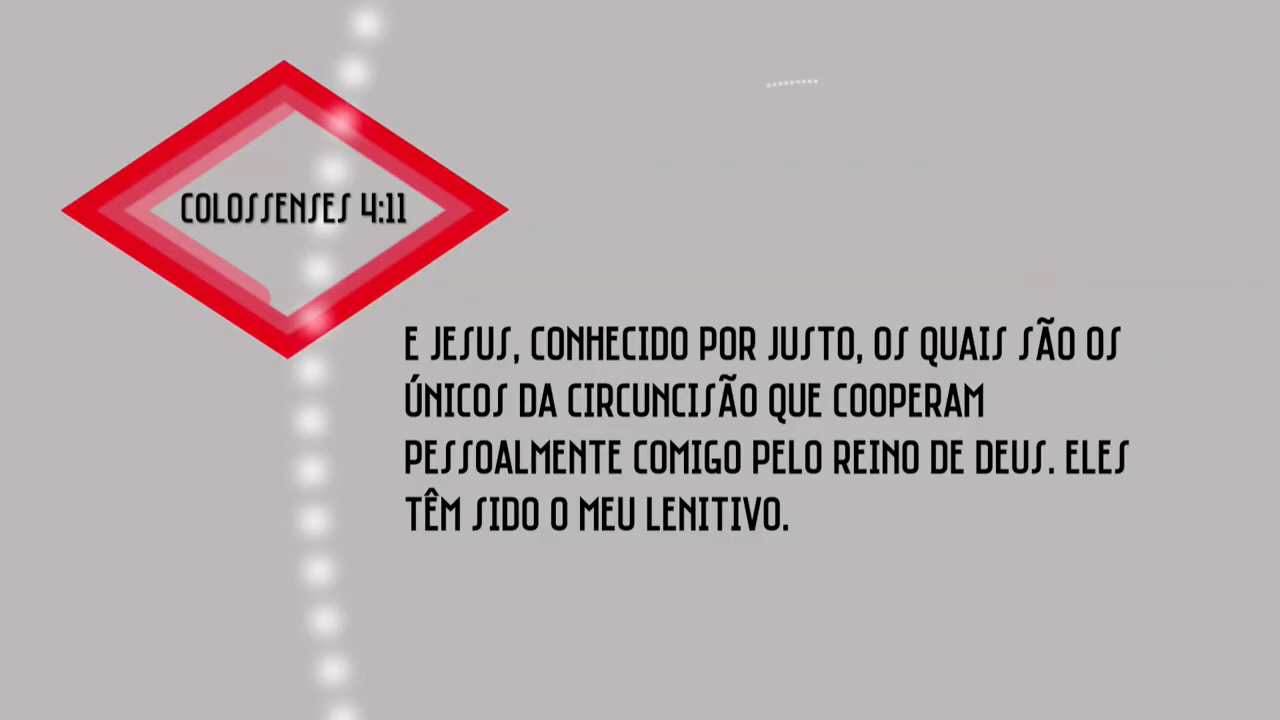 COLOSSENSES 4:11
E JESUS, CONHECIDO POR JUSTO, OS QUAIS SÃO OS
ÚNICOS DA CIRCUNCISÃO QUE COOPERAM
PESSOALMENTE COMIGO PELO REINO DE DEUS. ELES
TÊM SIDO O MEU LENITIVO.